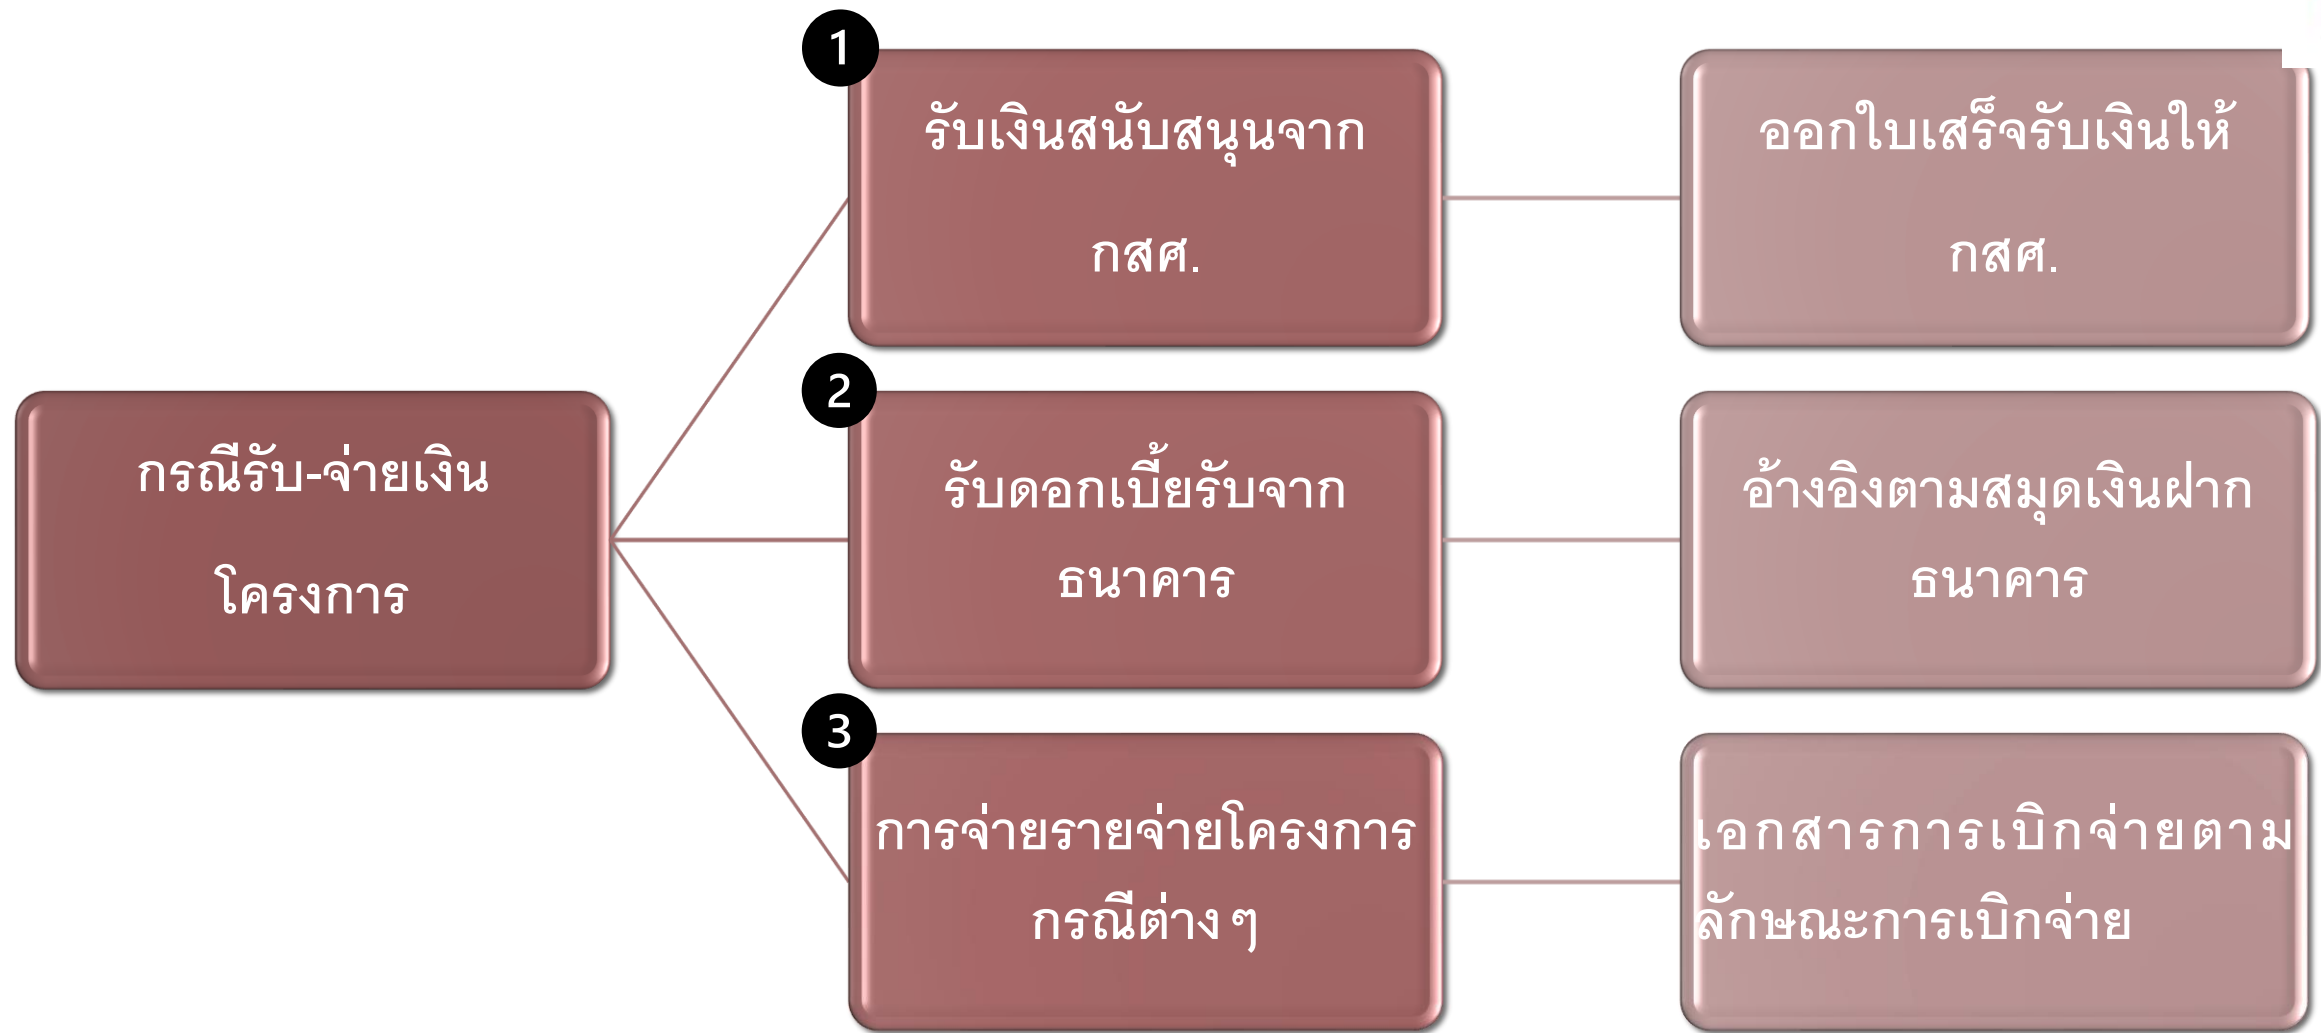 กรณีรับ-จ่ายเงิน
โครงการ
1
รับเงินสนับสนุนจาก
กสศ.
ออกใบเสร็จรับเงินให้
กสศ.
2
รับดอกเบี้ยรับจาก
ธนาคาร
อ้างอิงตามสมุดเงินฝาก
ธนาคาร
3
การจ่ายรายจ่ายโครงการ
กรณีต่าง ๆ
เอกสารการเบิกจ่ายตาม
ลักษณะการเบิกจ่าย